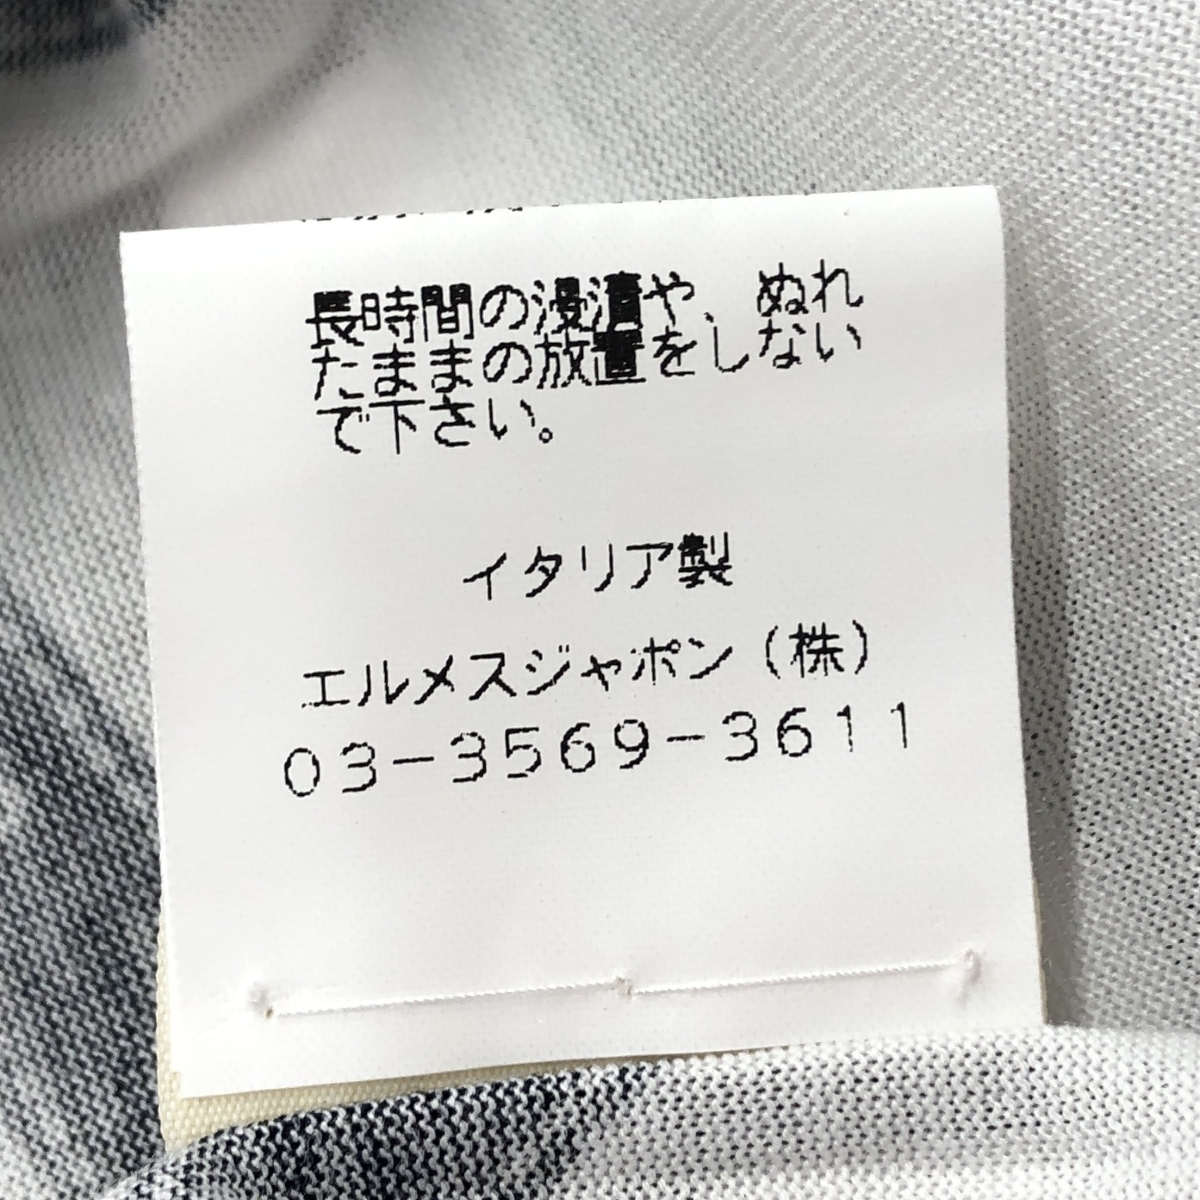 長時間の浸漬や、ぬれ
たままの放置をしない
で下さい。
イタリア製
エルメスジャポン（株）
03-3569-3611